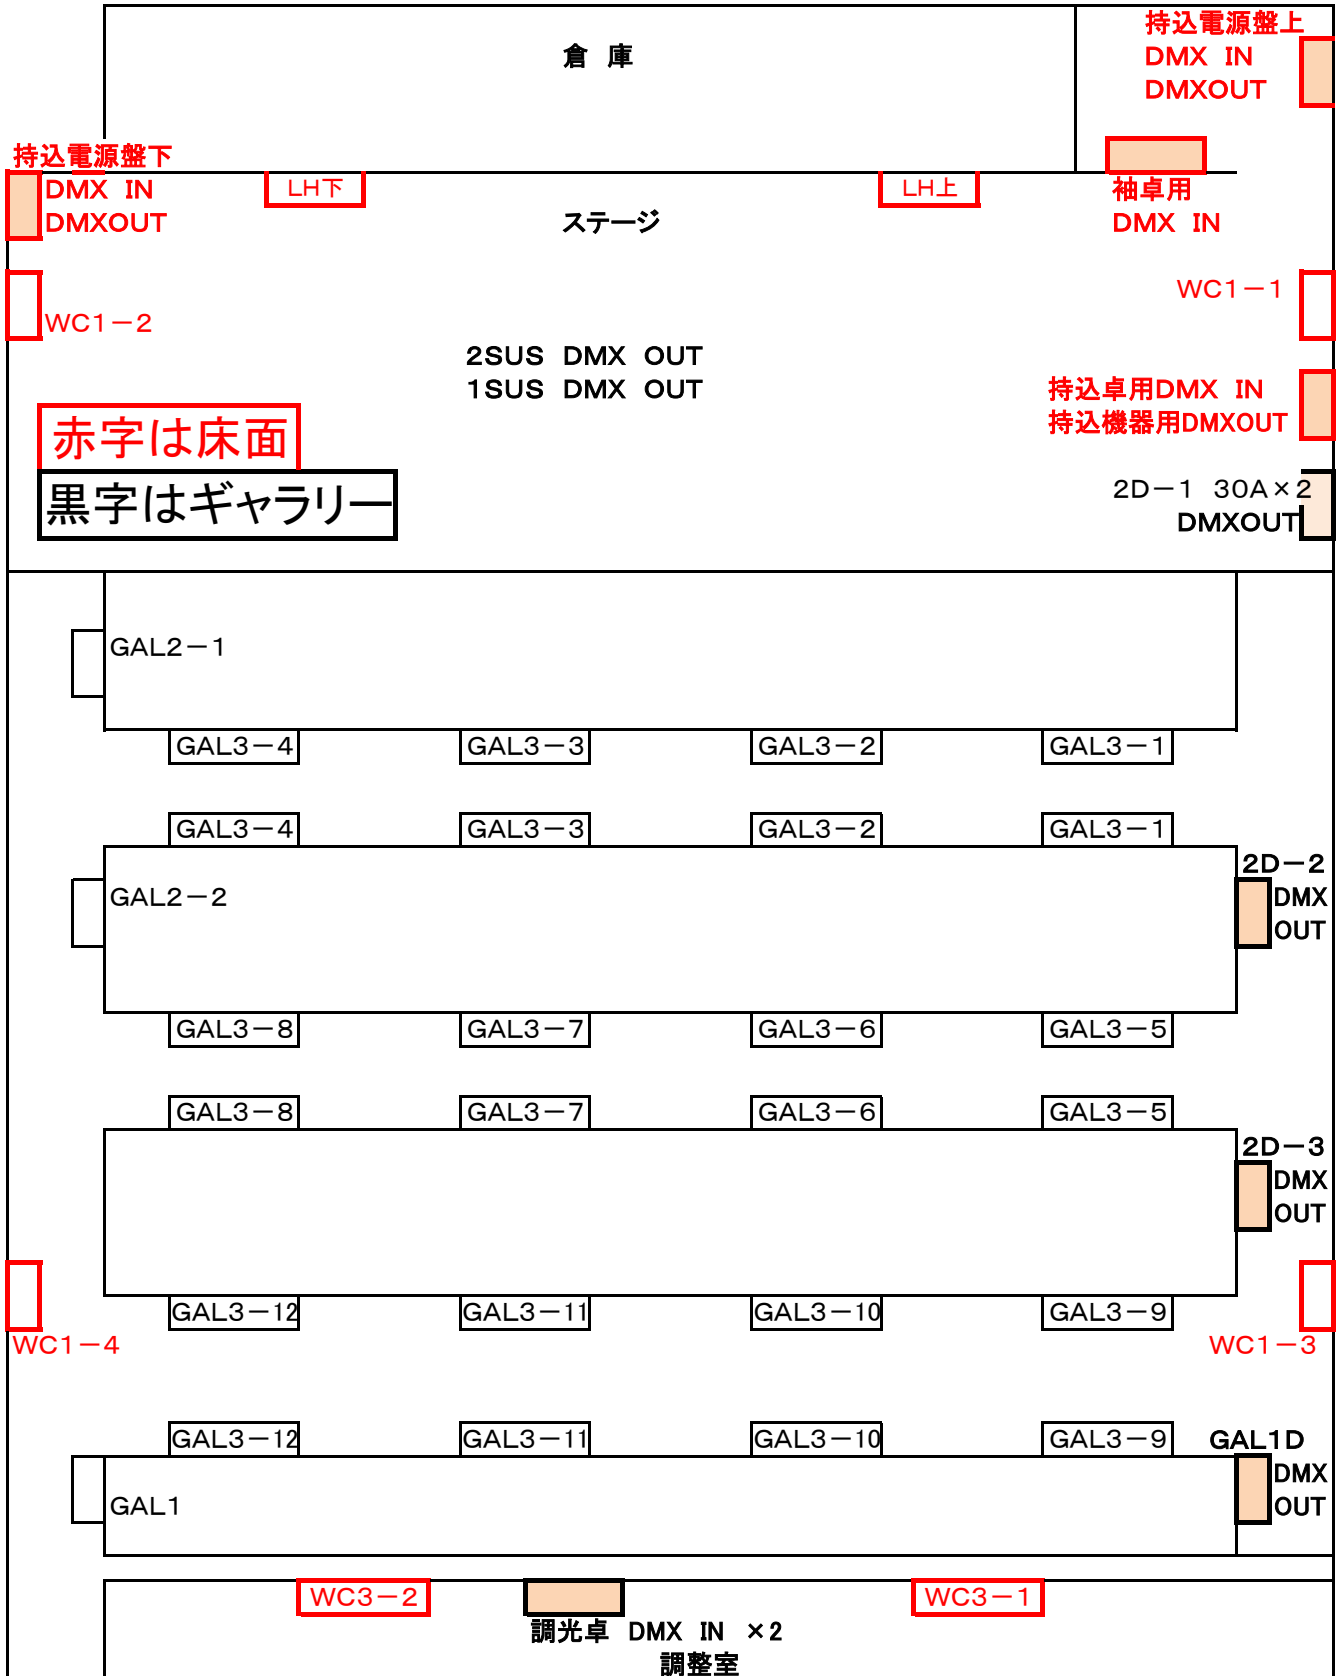 持込電源盤上
倉 庫
DMX IN
DMXOUT
持込電源盤下
DMX IN
DMXOUT
LH下
LH上
袖卓用
DMX IN
ステージ
WC1-1
WC1-2
2SUS DMX OUT
1SUS DMX OUT
持込卓用DMX IN
持込機器用DMXOUT
赤字は床面
黒字はギャラリー
2D-1 30A×2
DMXOUT
GAL2-1
GAL3-4
GAL3-3
GAL3-2
GAL3-1
GAL3-4
GAL3-3
GAL3-2
GAL3-1
2D-2
DMX
OUT
GAL2-2
GAL3-8
GAL3-7
GAL3-6
GAL3-5
GAL3-8
GAL3-7
GAL3-6
GAL3-5
2D-3
DMX
OUT
GAL3-12
GAL3-11
GAL3-10
GAL3-9
WC1-4
WC1-3
GAL3-12
GAL3-11
GAL3-10
GAL3-9
GAL1D
DMX
OUT
GAL1
WC3-2
WC3-1
調光卓 DMX IN ×2
調整室